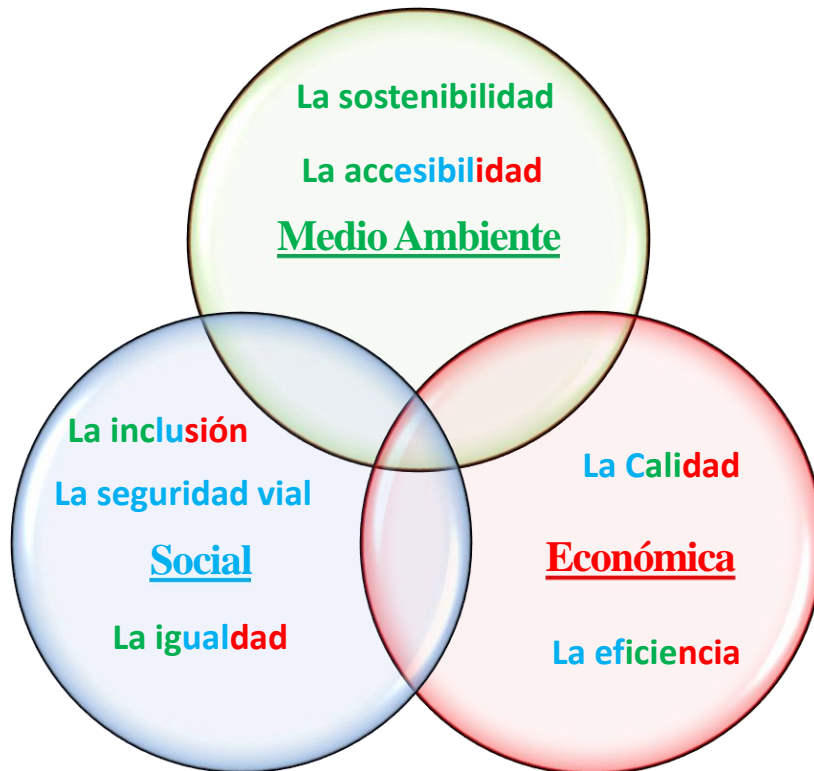 La sostenibilidad
La accesibilidad
Medio Ambiente
La inclusión
La seguridad vial
Social
La igualdad
La Calidad
Económica
La eficiencia